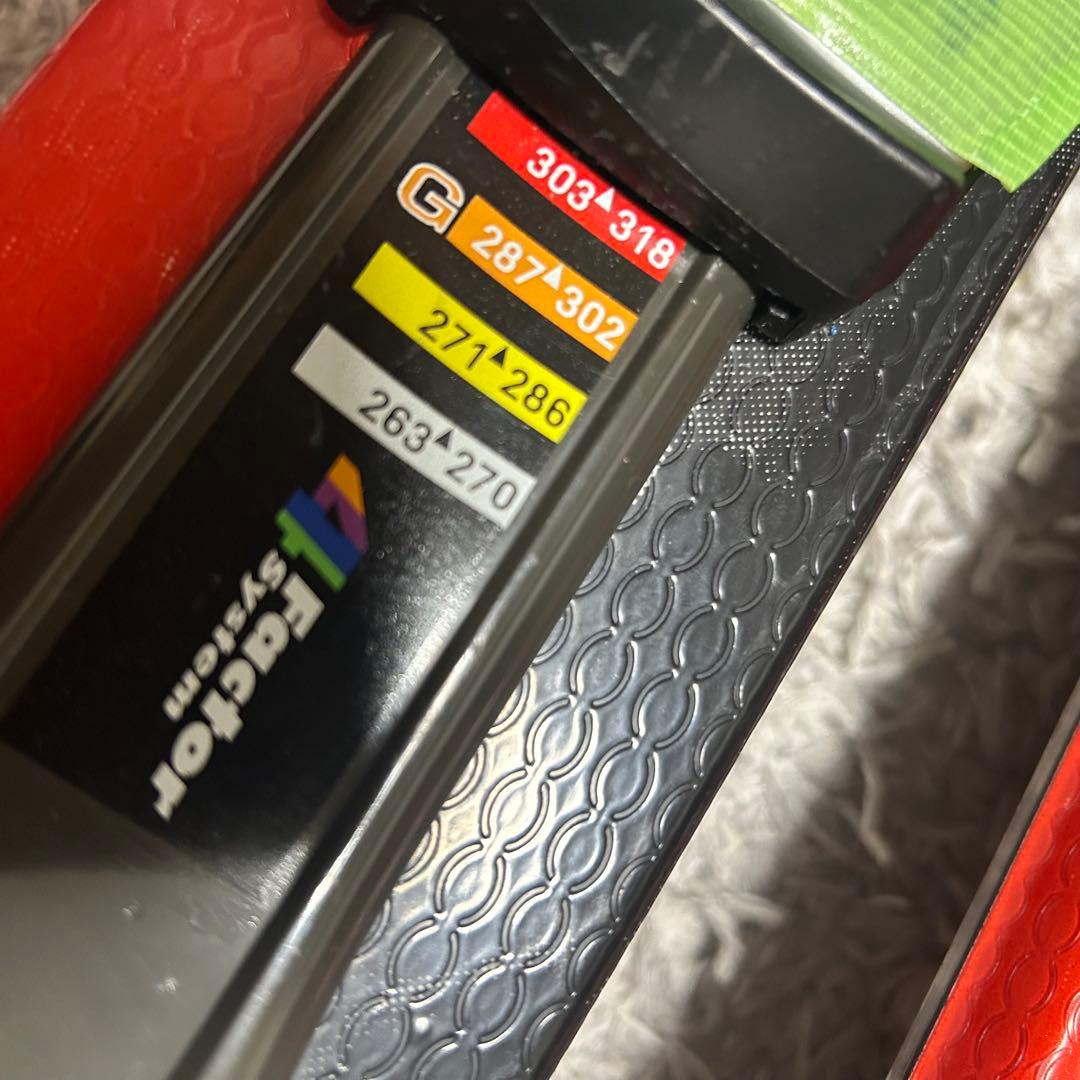 303▲318
G 287▲302
271▲286
263▲270
4 Factor
System